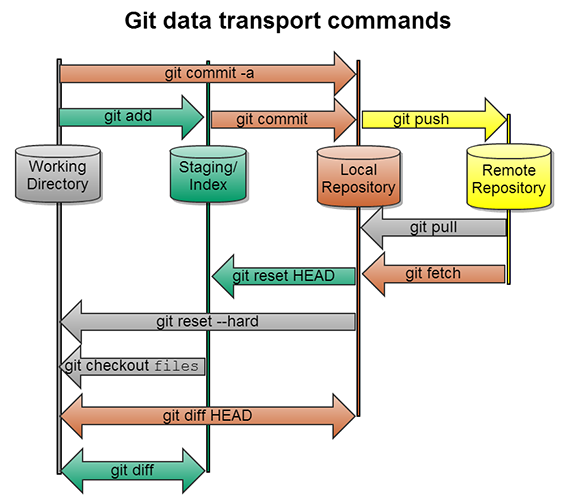 Git data transport commands
git commit -a
git add
git commit
git push
Working
Directory
Staging/
Index
Local
Repository
Remote
Repository
git pull
git fetch
git reset HEAD
git reset --hard
git checkout files
git diff HEAD
git diff